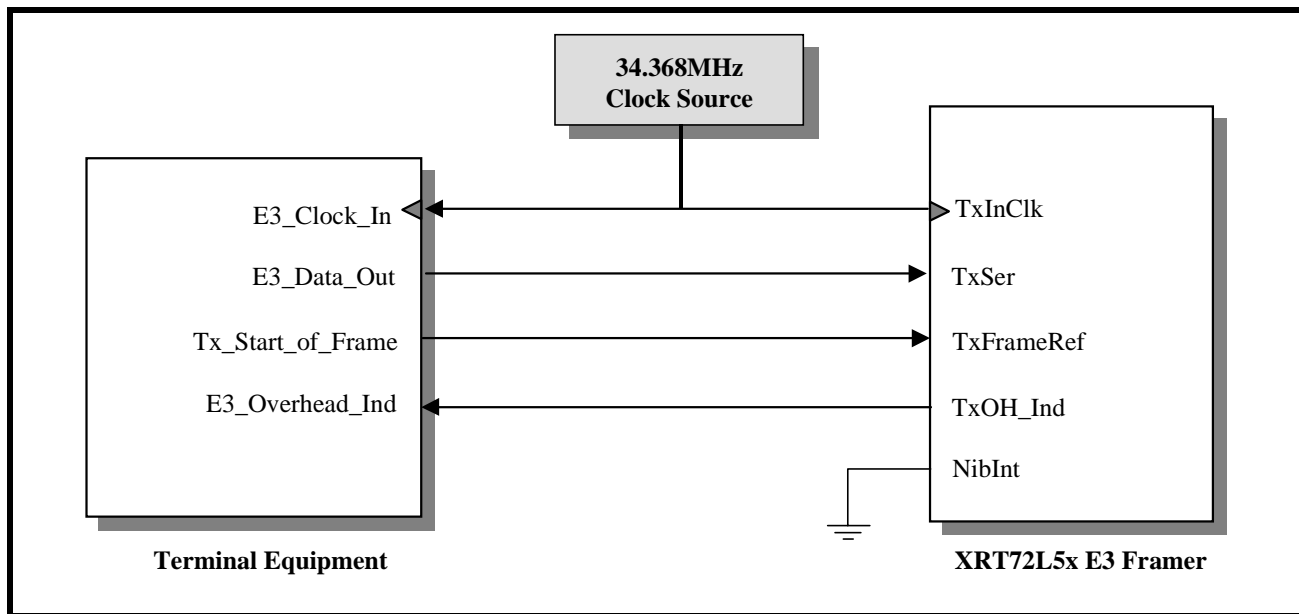 34.368MHz
Clock Source
E3_Clock_In
TxInClk
E3_Data_Out
TxSer
Tx_Start_of_Frame
TxFrameRef
E3_Overhead_Ind
TxOH_Ind
NibInt
Terminal Equipment
XRT72L5x E3 Framer